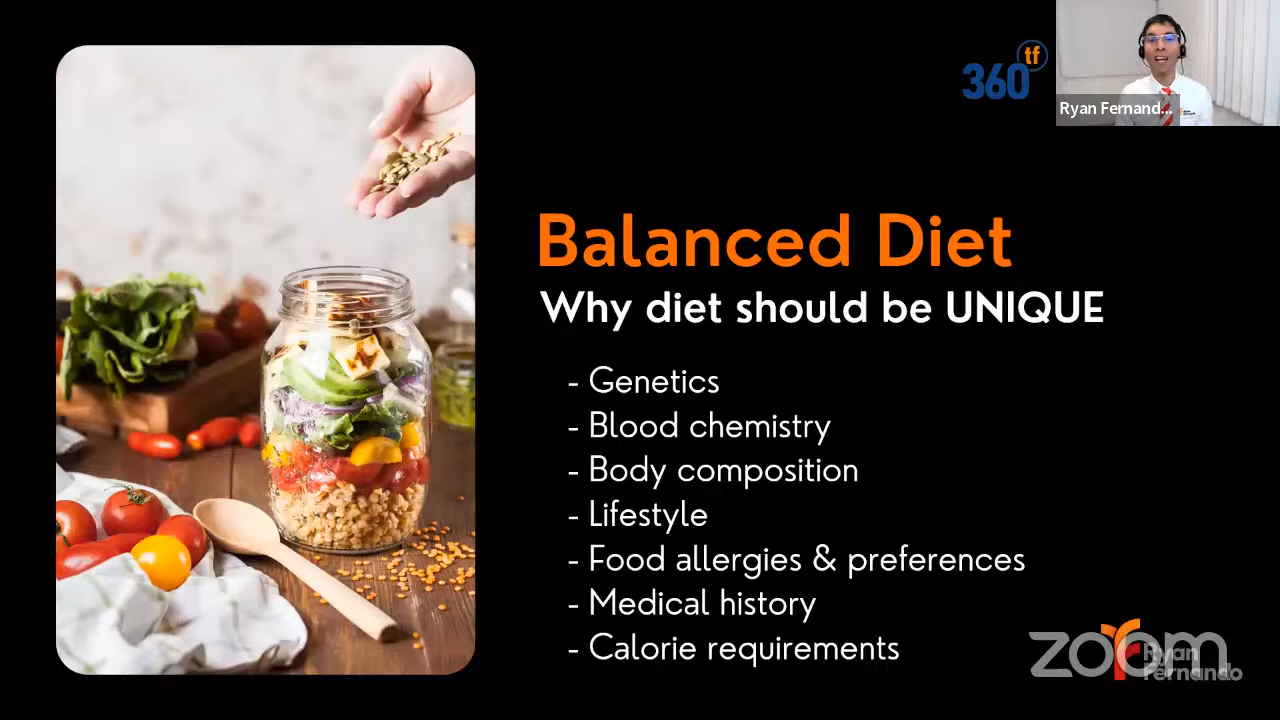 tf
360
Ryan Fernand...
Balanced Diet
Why diet should be UNIQUE
- Genetics
- Blood chemistry
- Body composition
- Lifestyle
- Food allergies & preferences
- Medical history
- Calorie requirements
zoom
Ryan
Fernando